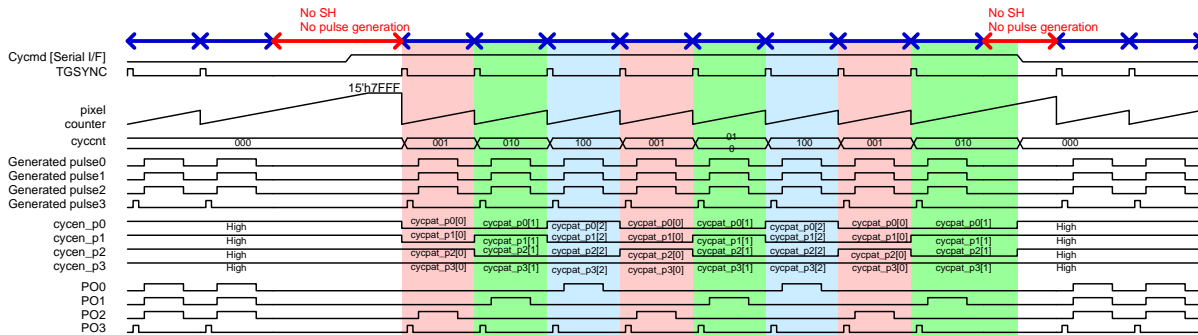 No SH No SH
No pulse generation No pulse generation
Cycmd [Serial I/F]
TGSYNC
15'h7FFF
pixel
counter
cyccnt 000 001 010 100 001 01 0 100 001 010 000
Generated pulse0
Generated pulse1
Generated pulse2
Generated pulse3
cycen_p0 High cycpat_p0[0] cycpat_p0[1] cycpat_p0[2] cycpat_p0[0] cycpat_p0[1] cycpat_p0[2] cycpat_p0[0] cycpat_p0[1] High
cycen_p1 High cycpat_p1[0] cycpat_p1[1] cycpat_p1[2] cycpat_p1[0] cycpat_p1[1] cycpat_p1[2] cycpat_p1[0] cycpat_p1[1] High
cycen_p2 High cycpat_p2[0] cycpat_p2[1] cycpat_p2[2] cycpat_p2[0] cycpat_p2[1] cycpat_p2[2] cycpat_p2[0] cycpat_p2[1] High
cycen_p3 High cycpat_p3[0] cycpat_p3[1] cycpat_p3[2] cycpat_p3[0] cycpat_p3[1] cycpat_p3[2] cycpat_p3[0] cycpat_p3[1] High
PO0
PO1
PO2
PO3